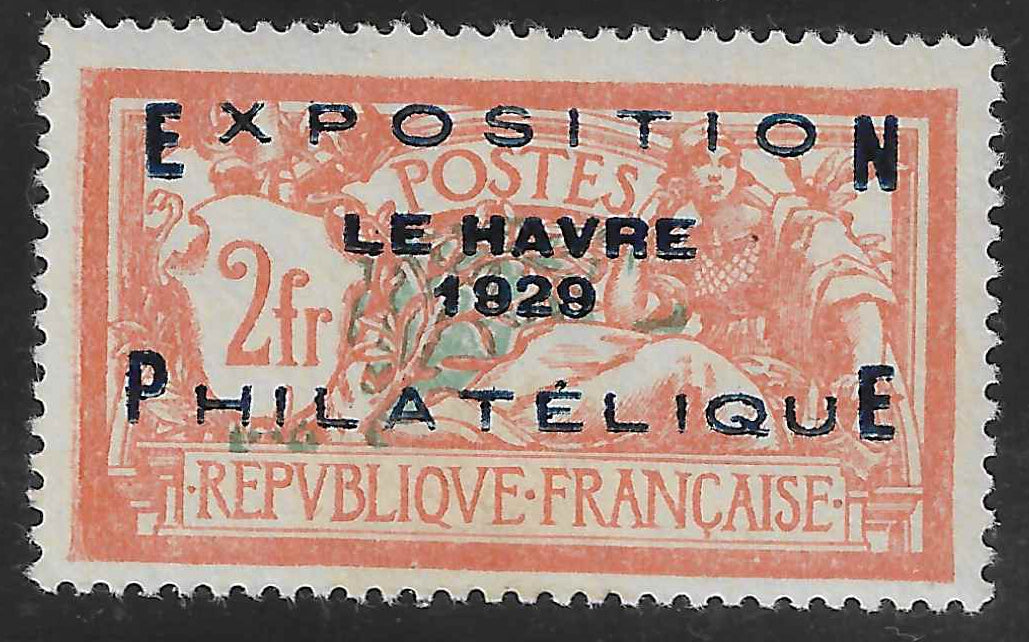 EXPOSITION
POSTES
LE HAVRE
1929
2fr
PHILATÉLIQUE
·REPVBLIQVE·FRANÇAISE·